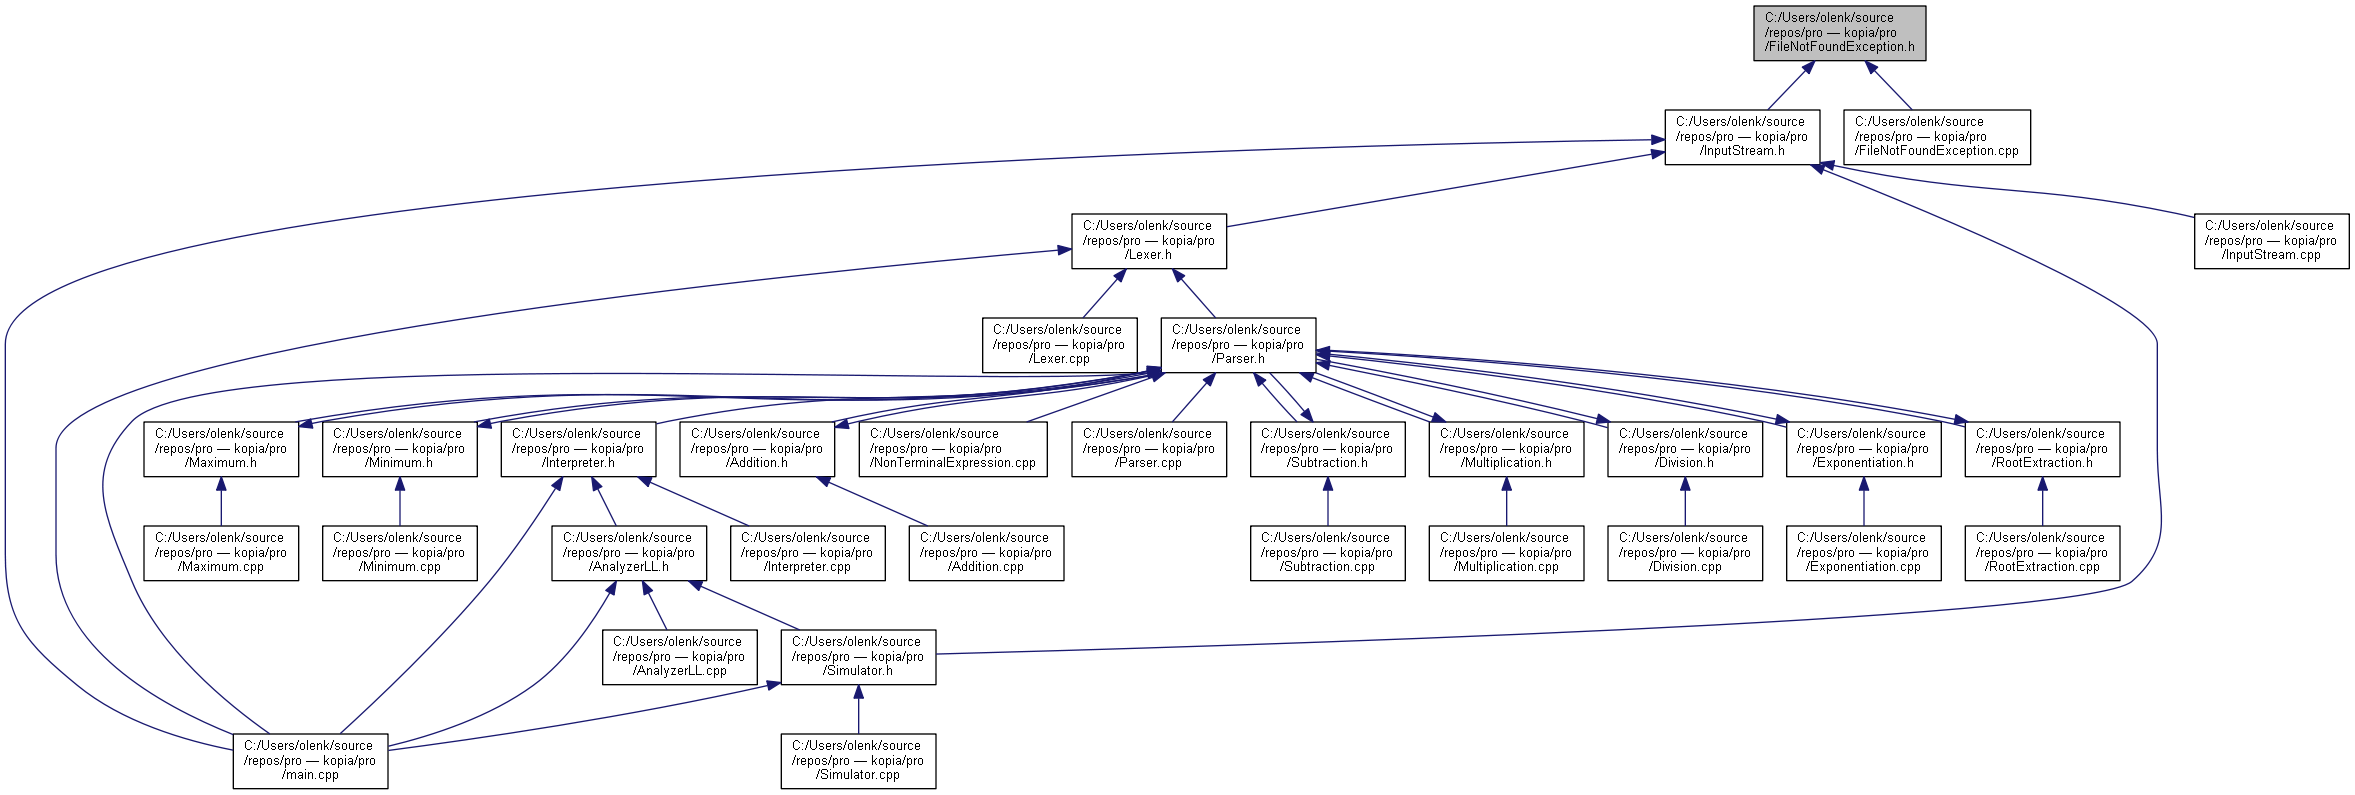 C:/Users/olenk/source
/repos/pro — kopia/pro
/FileNotFoundException.h
C:/Users/olenk/source
/repos/pro — kopia/pro
/InputStream.h
C:/Users/olenk/source
/repos/pro — kopia/pro
/FileNotFoundException.cpp
C:/Users/olenk/source
/repos/pro — kopia/pro
/Lexer.h
C:/Users/olenk/source
/repos/pro — kopia/pro
/InputStream.cpp
C:/Users/olenk/source
/repos/pro — kopia/pro
/Lexer.cpp
C:/Users/olenk/source
/repos/pro — kopia/pro
/Parser.h
C:/Users/olenk/source
/repos/pro — kopia/pro
/Maximum.h
C:/Users/olenk/source
/repos/pro — kopia/pro
/Minimum.h
C:/Users/olenk/source
/repos/pro — kopia/pro
/Interpreter.h
C:/Users/olenk/source
/repos/pro — kopia/pro
/Addition.h
C:/Users/olenk/source
/repos/pro — kopia/pro
/NonTerminalExpression.cpp
C:/Users/olenk/source
/repos/pro — kopia/pro
/Parser.cpp
C:/Users/olenk/source
/repos/pro — kopia/pro
/Subtraction.h
C:/Users/olenk/source
/repos/pro — kopia/pro
/Multiplication.h
C:/Users/olenk/source
/repos/pro — kopia/pro
/Division.h
C:/Users/olenk/source
/repos/pro — kopia/pro
/Exponentiation.h
C:/Users/olenk/source
/repos/pro — kopia/pro
/RootExtraction.h
C:/Users/olenk/source
/repos/pro — kopia/pro
/Maximum.cpp
C:/Users/olenk/source
/repos/pro — kopia/pro
/Minimum.cpp
C:/Users/olenk/source
/repos/pro — kopia/pro
/AnalyzerLL.h
C:/Users/olenk/source
/repos/pro — kopia/pro
/Interpreter.cpp
C:/Users/olenk/source
/repos/pro — kopia/pro
/Addition.cpp
C:/Users/olenk/source
/repos/pro — kopia/pro
/Subtraction.cpp
C:/Users/olenk/source
/repos/pro — kopia/pro
/Multiplication.cpp
C:/Users/olenk/source
/repos/pro — kopia/pro
/Division.cpp
C:/Users/olenk/source
/repos/pro — kopia/pro
/Exponentiation.cpp
C:/Users/olenk/source
/repos/pro — kopia/pro
/RootExtraction.cpp
C:/Users/olenk/source
/repos/pro — kopia/pro
/AnalyzerLL.cpp
C:/Users/olenk/source
/repos/pro — kopia/pro
/Simulator.h
C:/Users/olenk/source
/repos/pro — kopia/pro
/main.cpp
C:/Users/olenk/source
/repos/pro — kopia/pro
/Simulator.cpp